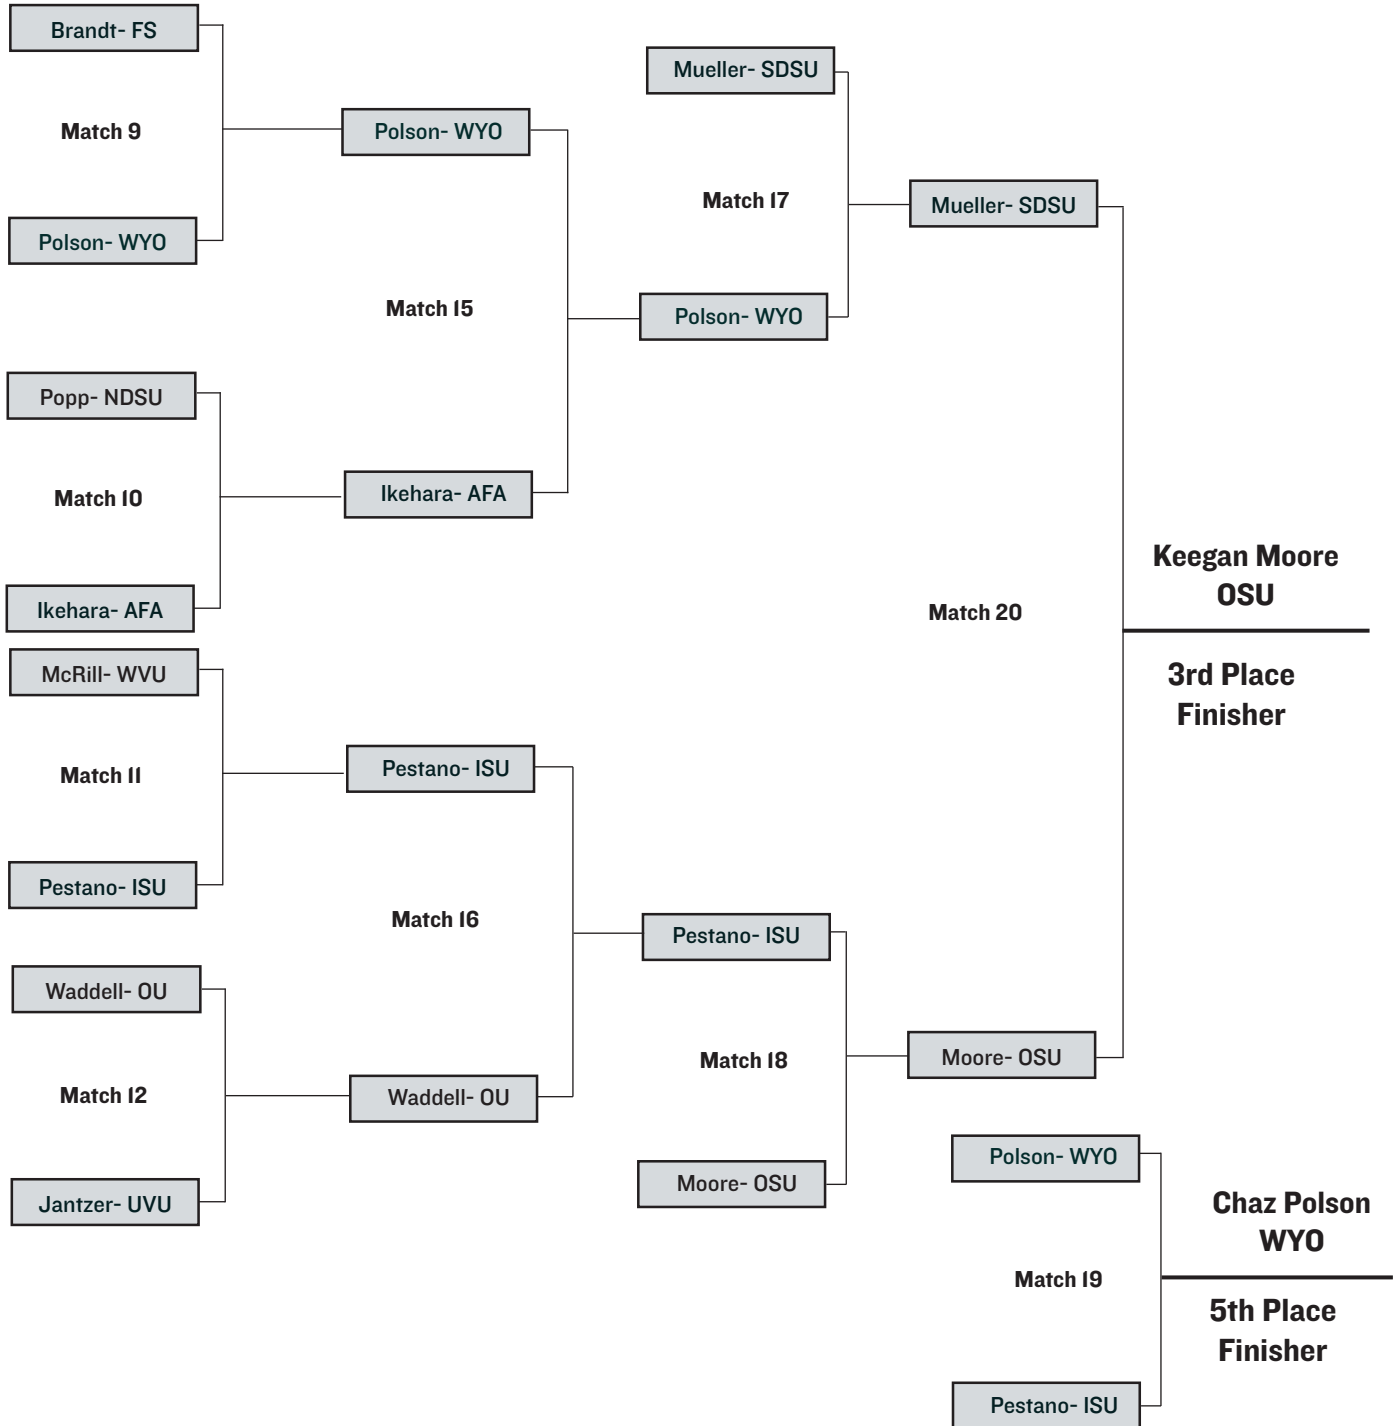 Brandt- FS
Match 9
Polson- WYO
Polson- WYO
Match 15
Popp- NDSU
Match 10
Ikehara- AFA
Ikehara- AFA
Mueller- SDSU
Match 17
Polson- WYO
Mueller- SDSU
McRill- WVU
Match 11
Pestano- ISU
Pestano- ISU
Match 16
Waddell- OU
Match 12
Jantzer- UVU
Waddell- OU
Pestano- ISU
Match 18
Moore- OSU
Moore- OSU
Match 20
Keegan Moore
OSU
3rd Place
Finisher
Polson- WYO
Match 19
Pestano- ISU
Chaz Polson
WYO
5th Place
Finisher